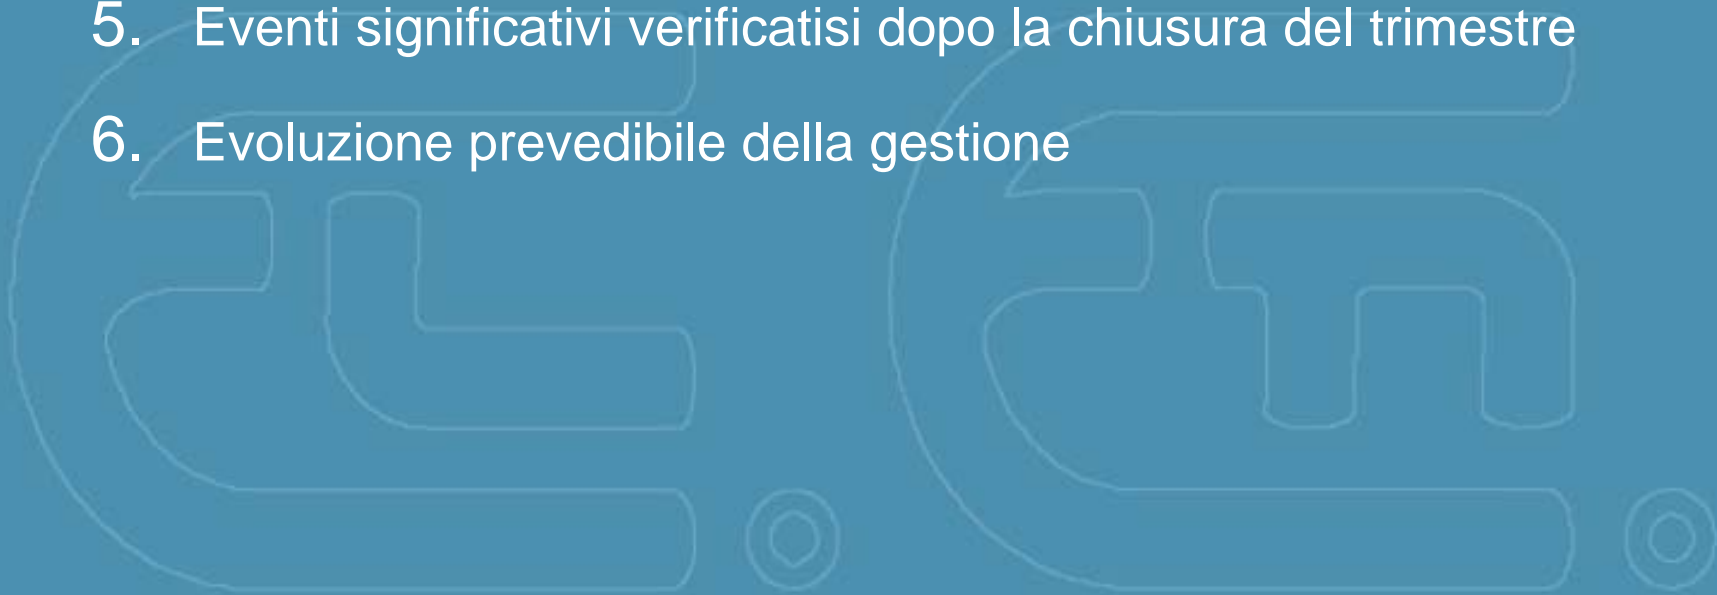 5. Eventi significativi verificatisi dopo la chiusura del trimestre
6. Evoluzione prevedibile della gestione